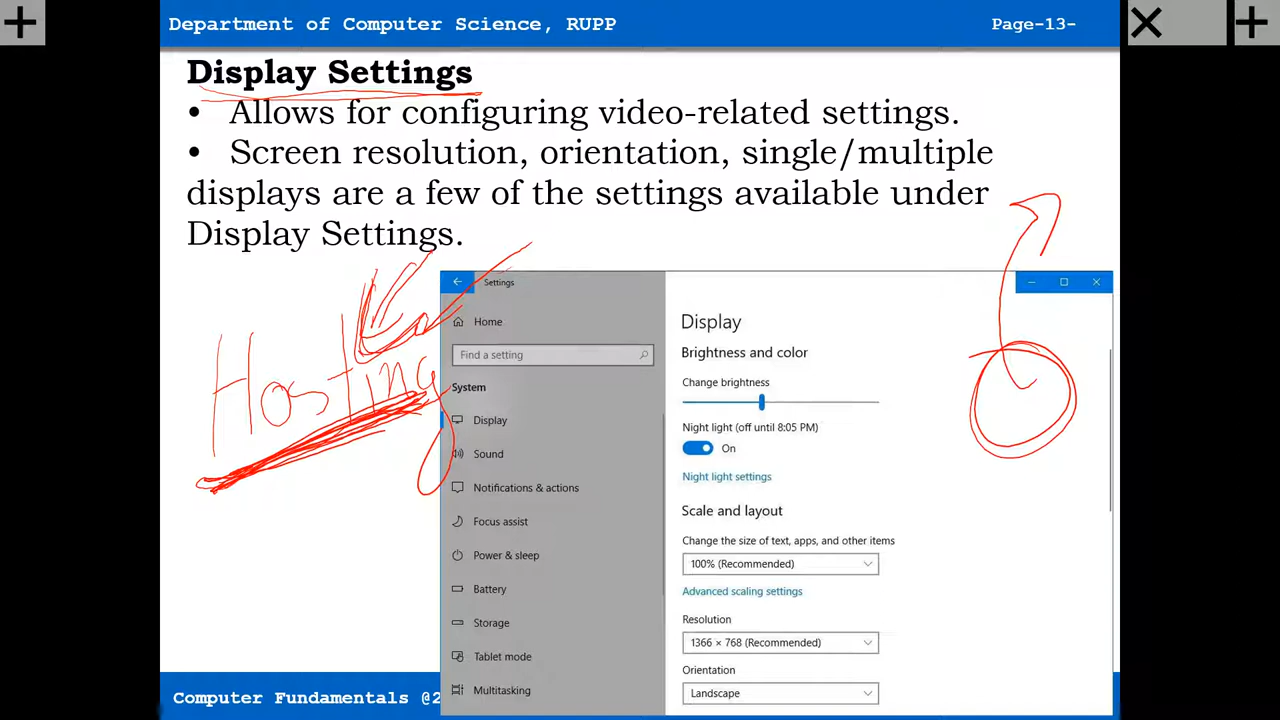 Department of Computer Science, RUPP Page-13-
Display Settings
• Allows for configuring video-related settings.
• Screen resolution, orientation, single/multiple
displays are a few of the settings available under
Display Settings.
Hosting
Settings
Home
Find a setting
System
Display
Sound
Notifications & actions
Focus assist
Power & sleep
Battery
Storage
Tablet mode
Multitasking
Display
Brightness and color
Change brightness
Night light (off until 8:05 PM)
On
Night light settings
Scale and layout
Change the size of text, apps, and other items
100% (Recommended)
Advanced scaling settings
Resolution
1366 × 768 (Recommended)
Orientation
Landscape
Computer Fundamentals @2